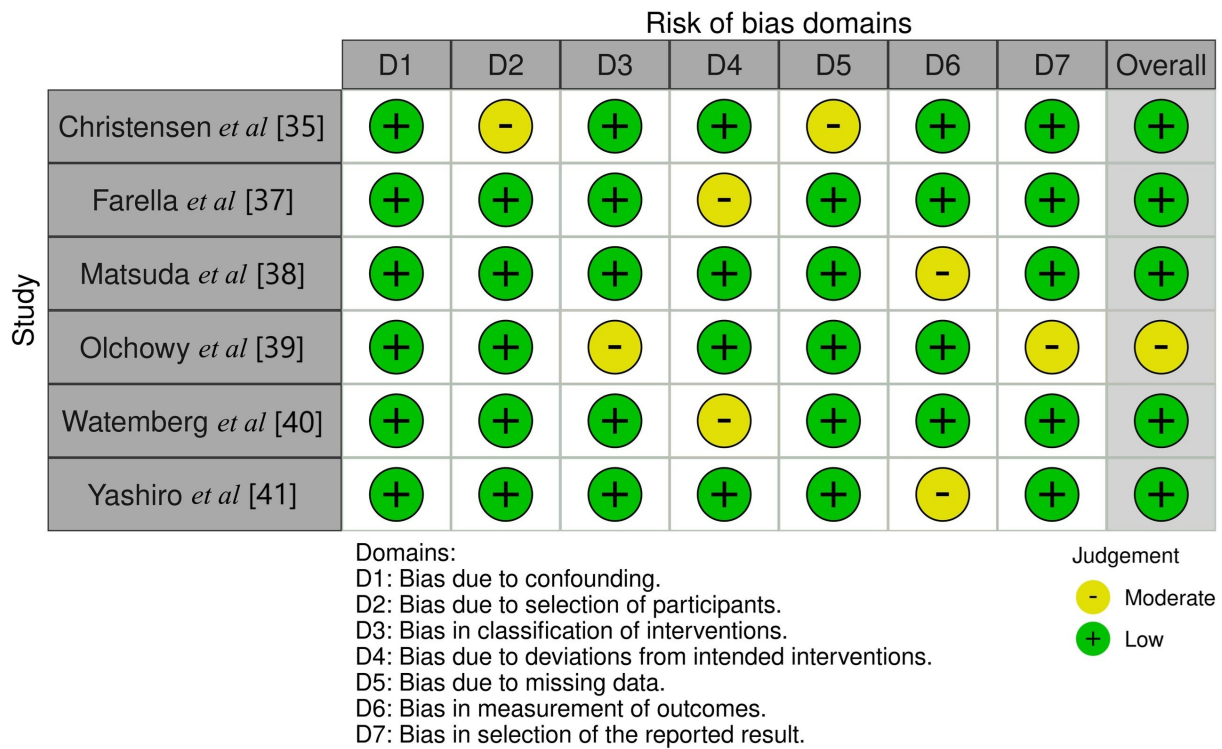 Risk of bias domains
D1 D2 D3 D4 D5 D6 D7 Overall
Study
Christensen et al [35] + - + + - + + +
Farella et al [37] + + + - + + + +
Matsuda et al [38] + + + + + - + +
Olchowy et al [39] + + - + + + - -
Watemberg et al [40] + + + - + + + +
Yashiro et al [41] + + + + + - + +
Domains:
D1: Bias due to confounding.
D2: Bias due to selection of participants.
D3: Bias in classification of interventions.
D4: Bias due to deviations from intended interventions.
D5: Bias due to missing data.
D6: Bias in measurement of outcomes.
D7: Bias in selection of the reported result.
Judgement
- Moderate
+ Low